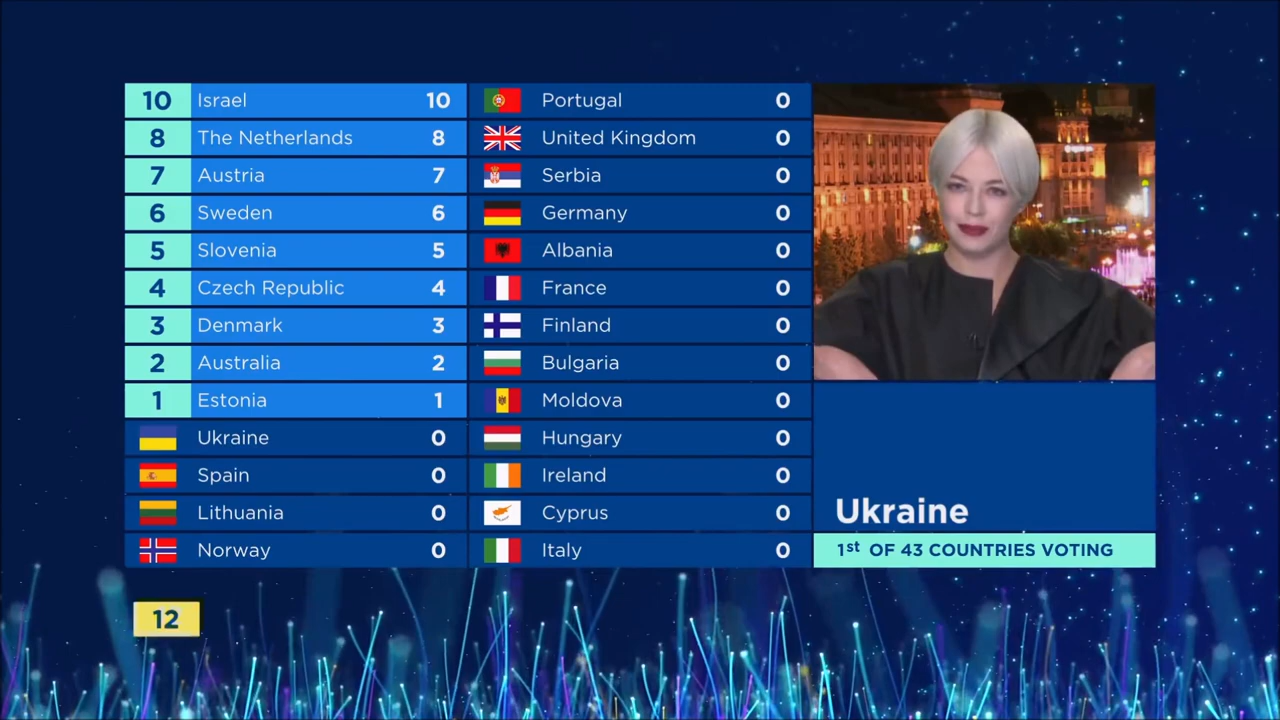 10 Israel 10
8 The Netherlands 8
7 Austria 7
6 Sweden 6
5 Slovenia 5
4 Czech Republic 4
3 Denmark 3
2 Australia 2
1 Estonia 1
Ukraine 0
Spain 0
Lithuania 0
Norway 0
Portugal 0
United Kingdom 0
Serbia 0
Germany 0
Albania 0
France 0
Finland 0
Bulgaria 0
Moldova 0
Hungary 0
Ireland 0
Cyprus 0
Italy 0
Ukraine
1st OF 43 COUNTRIES VOTING
12